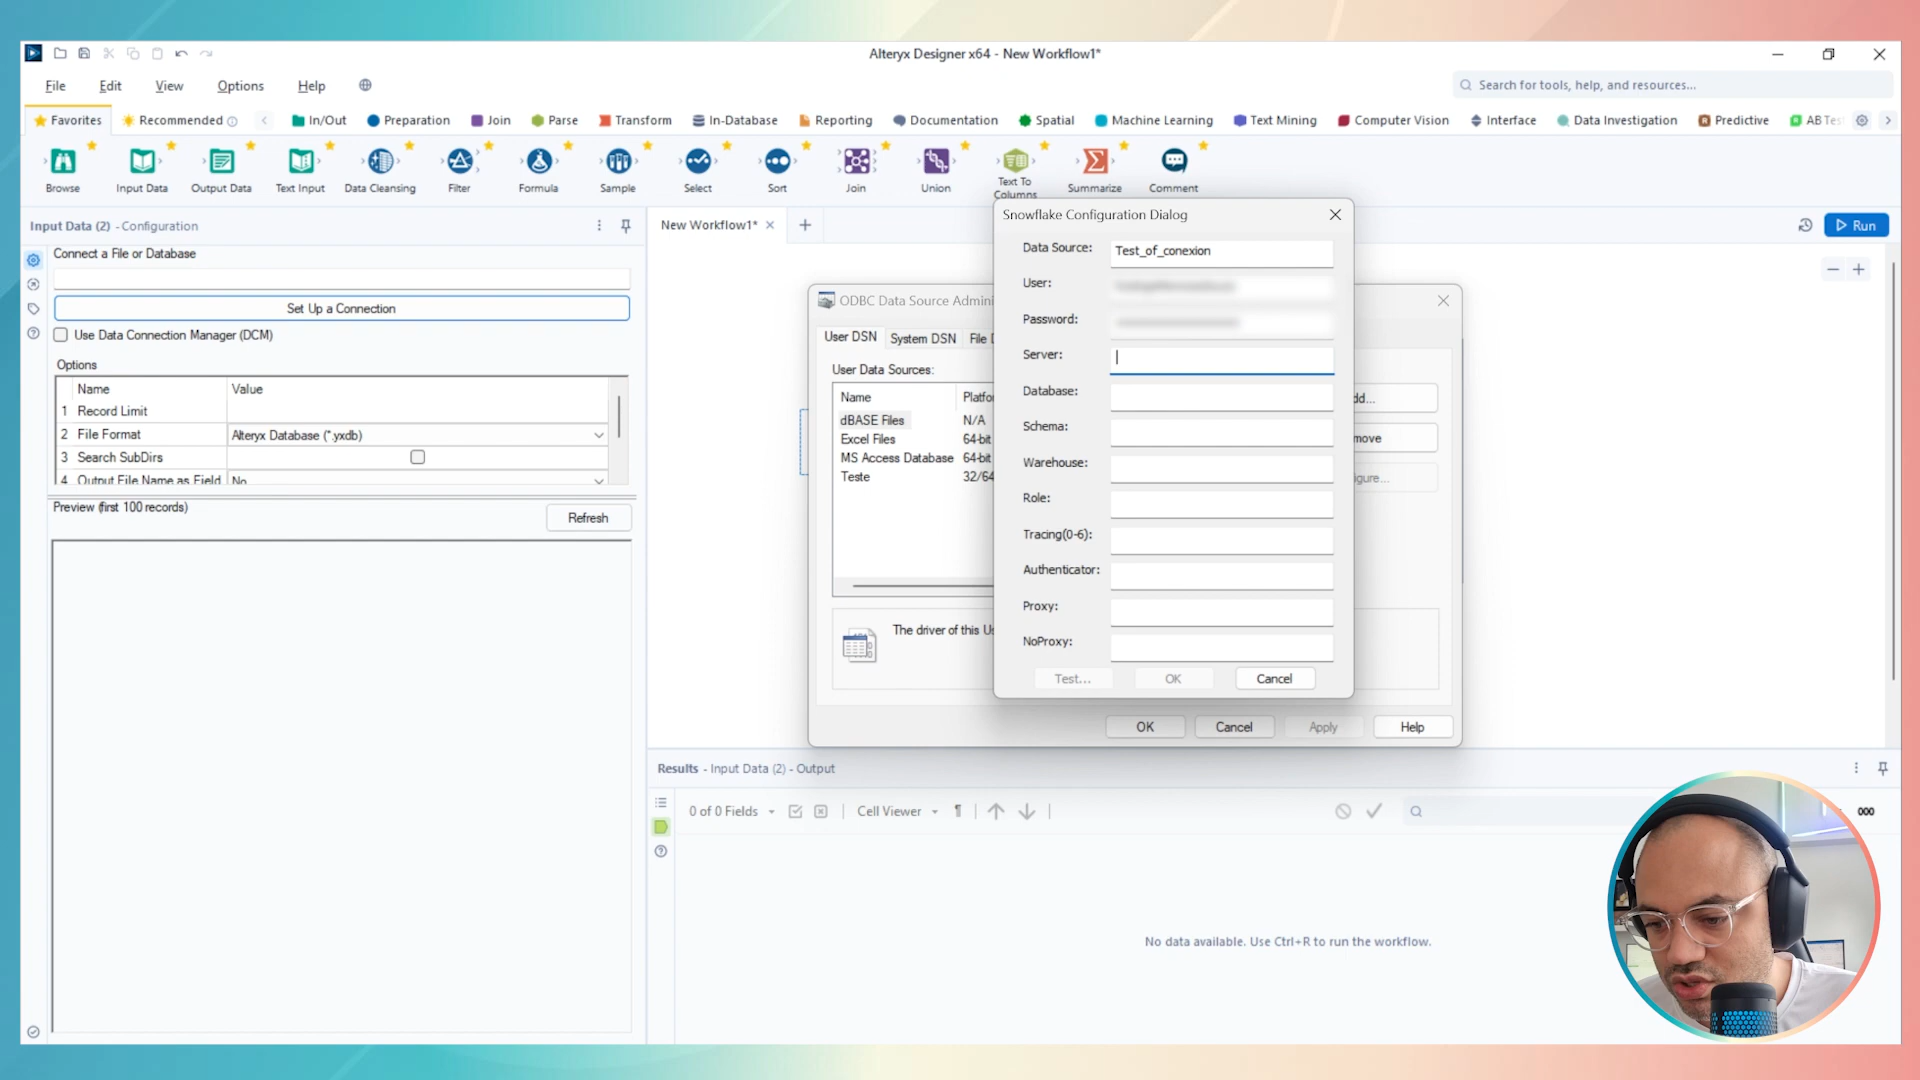 Alteryx Designer x64 - New Workflow1*
File Edit View Options Help
Search for tools, help, and resources...
Favorites Recommended In/Out Preparation Join Parse Transform In-Database Reporting Documentation Spatial Machine Learning Text Mining Computer Vision Interface Data Investigation Predictive AB Tes
Browse Input Data Output Data Text Input Data Cleansing Filter Formula Sample Select Sort Join Union Text To Columns Summarize Comment
Input Data (2) - Configuration
New Workflow1*
Run
Connect a File or Database
Set Up a Connection
Use Data Connection Manager (DCM)
Options
Name Value
1 Record Limit
2 File Format Alteryx Database (*.yxdb)
3 Search SubDirs
4 Output File Name as Field No
Preview (first 100 records)
Refresh
ODBC Data Source Admini
User DSN System DSN File D
User Data Sources:
Name Platfo
dBASE Files N/A
Excel Files 64-bit
MS Access Database 64-bit
Teste 32/64
dd...
move
gure...
The driver of this Us
OK Cancel Apply Help
Snowflake Configuration Dialog
Data Source: Test_of_conexion
User:
Password:
Server:
Database:
Schema:
Warehouse:
Role:
Tracing(0-6):
Authenticator:
Proxy:
NoProxy:
Test... OK Cancel
Results - Input Data (2) - Output
0 of 0 Fields Cell Viewer
000
No data available. Use Ctrl+R to run the workflow.